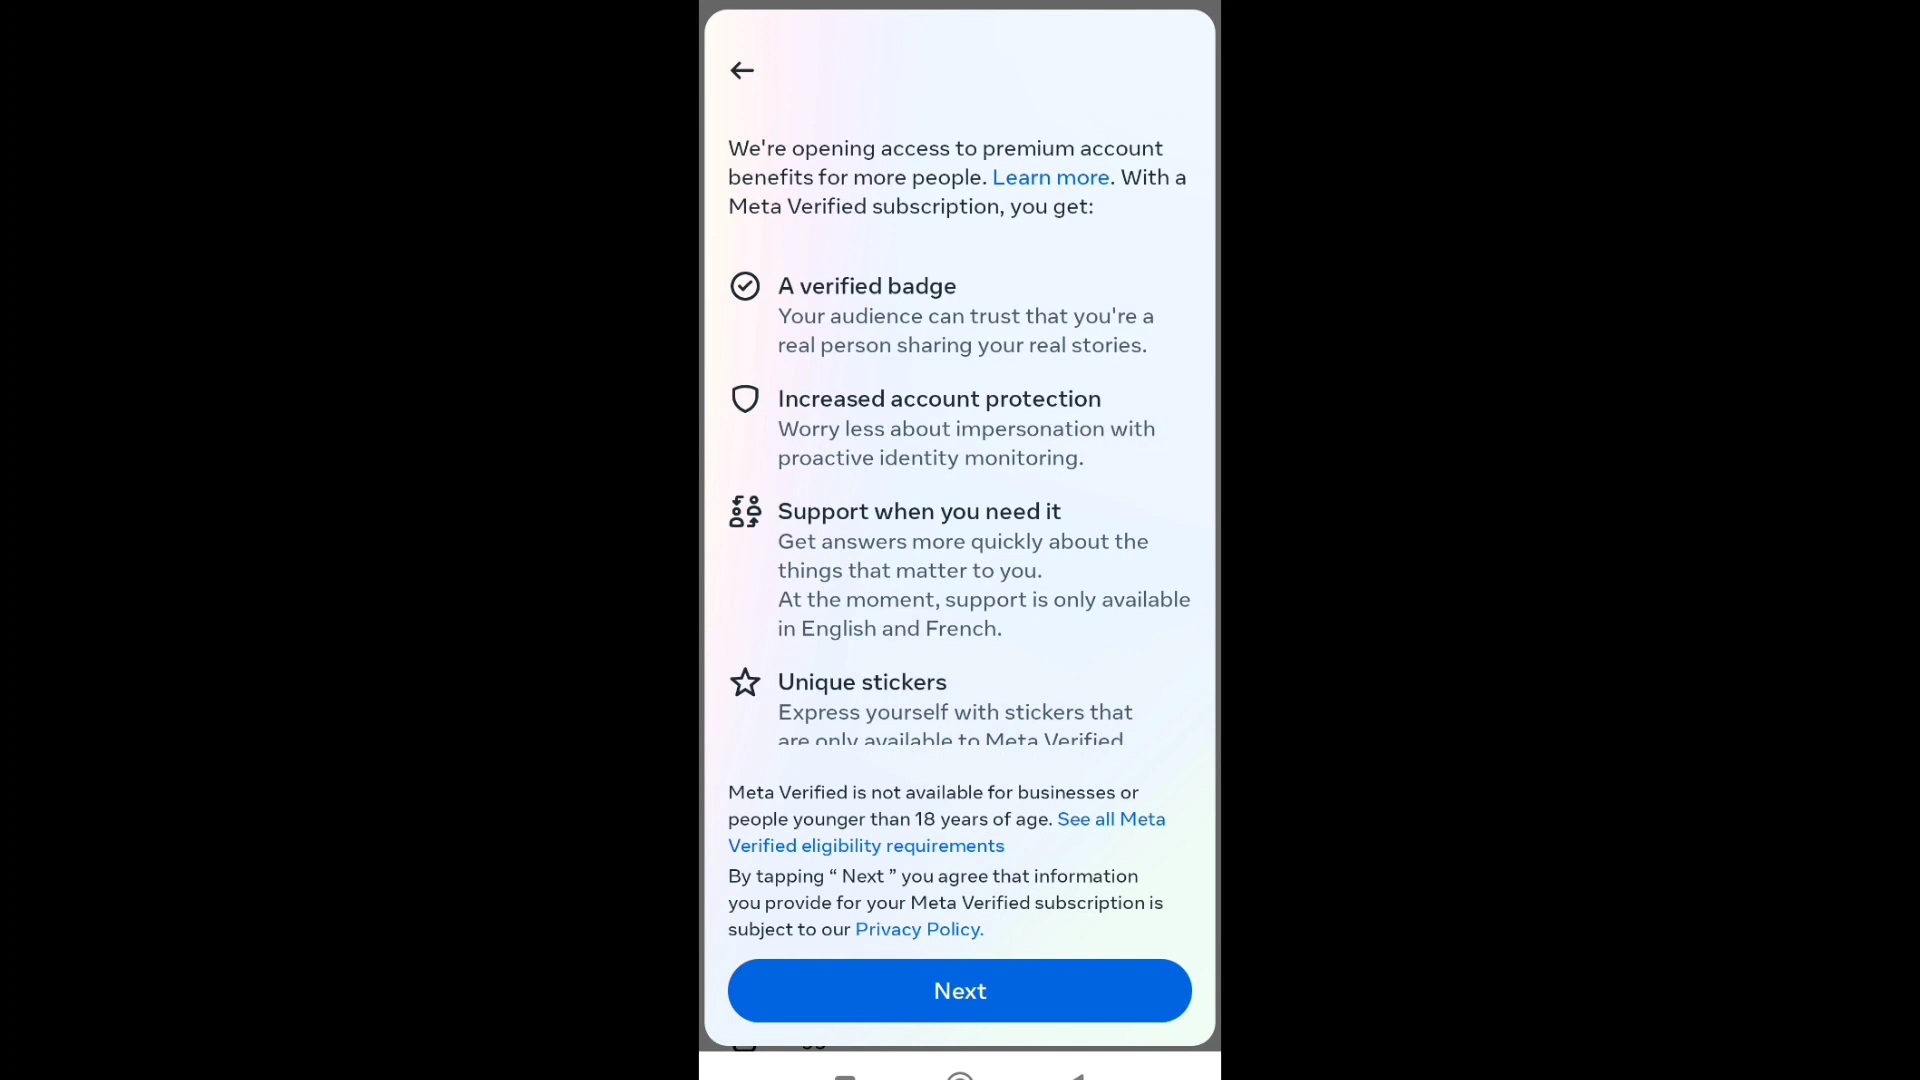 We're opening access to premium account
benefits for more people. Learn more. With a
Meta Verified subscription, you get:
A verified badge
Your audience can trust that you're a
real person sharing your real stories.
Increased account protection
Worry less about impersonation with
proactive identity monitoring.
Support when you need it
Get answers more quickly about the
things that matter to you.
At the moment, support is only available
in English and French.
Unique stickers
Express yourself with stickers that
are only available to Meta Verified
Meta Verified is not available for businesses or
people younger than 18 years of age. See all Meta
Verified eligibility requirements
By tapping “ Next ” you agree that information
you provide for your Meta Verified subscription is
subject to our Privacy Policy.
Next